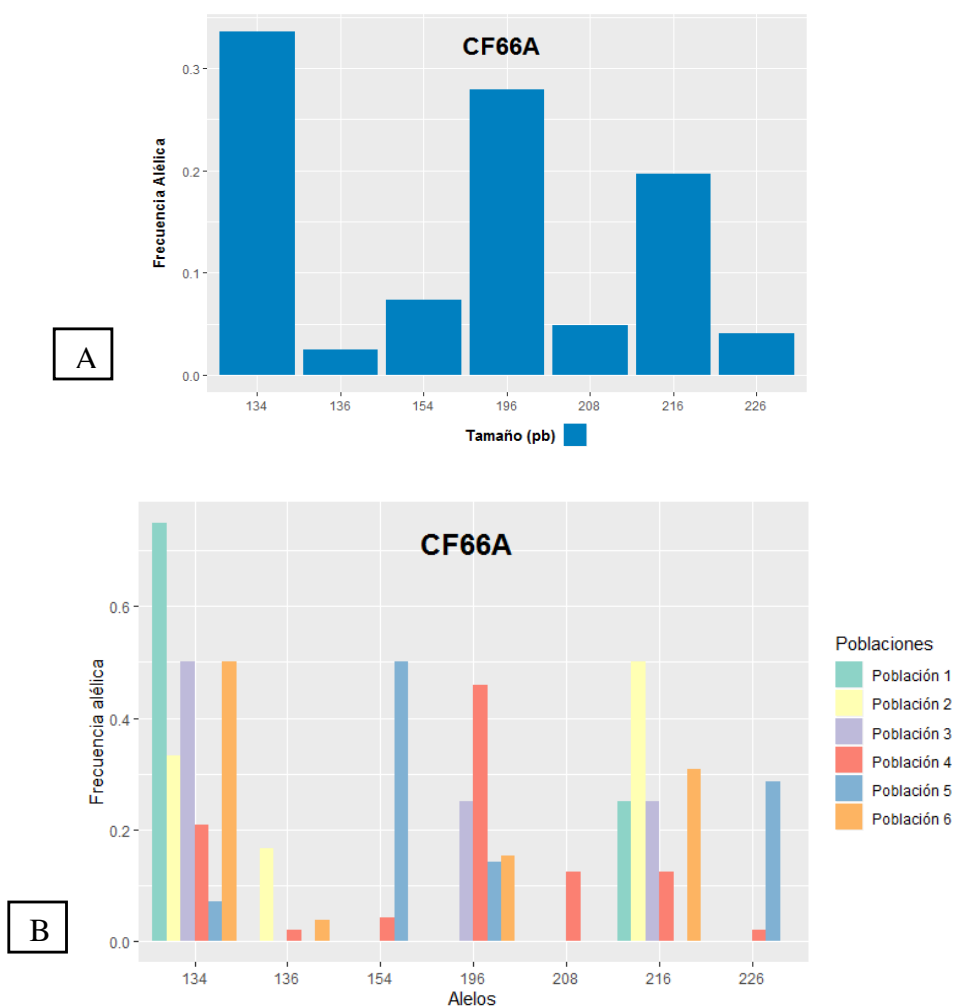 CF66A
Frecuencia Alélica
0.3
0.2
0.1
0.0
134 136 154 196 208 216 226
Tamaño (pb)
A
CF66A
Frecuencia alélica
0.6
0.4
0.2
0.0
134 136 154 196 208 216 226
Alelos
Poblaciones
Población 1
Población 2
Población 3
Población 4
Población 5
Población 6
B